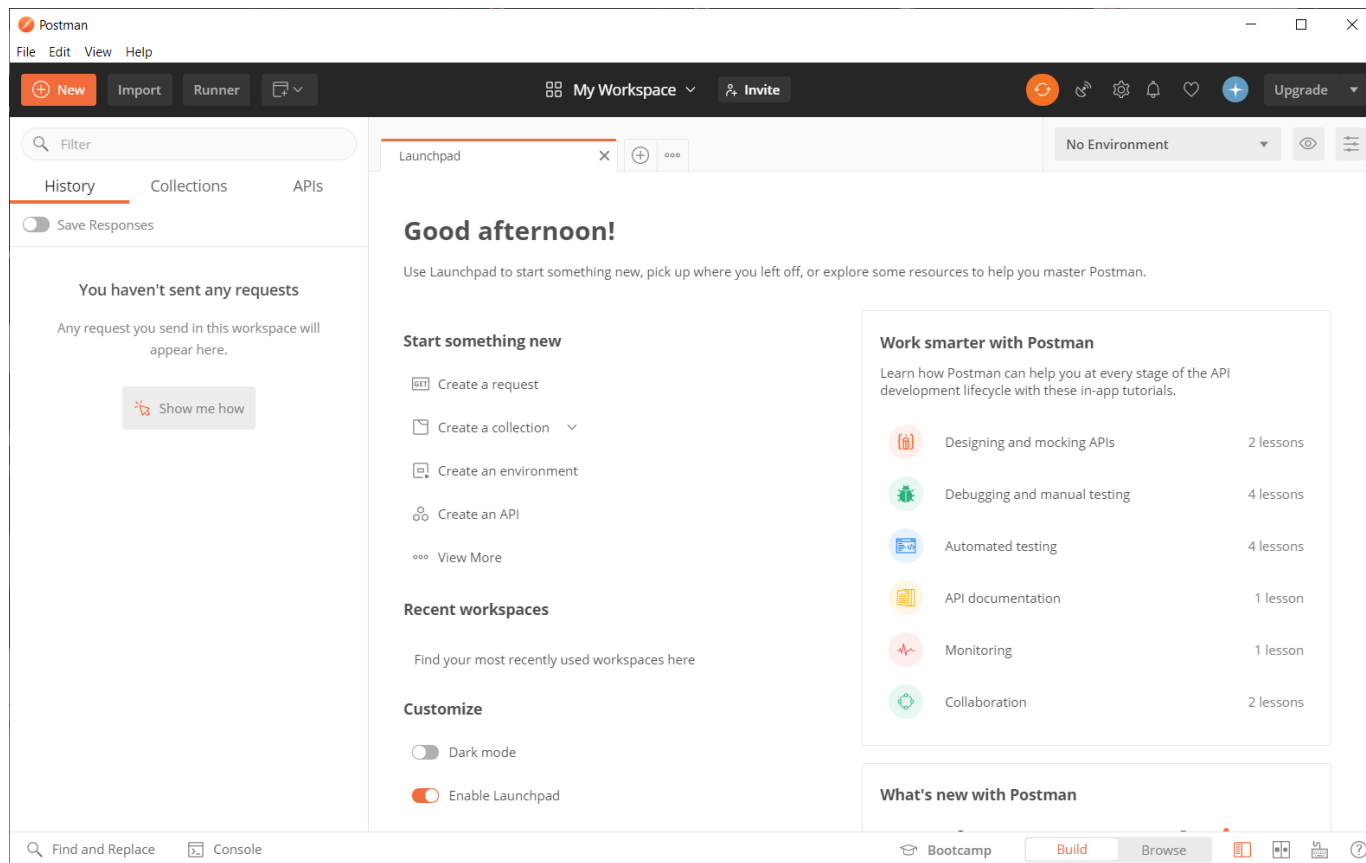 Postman
File Edit View Help
New Import Runner My Workspace Invite Upgrade
Filter
History Collections APIs
Save Responses
You haven't sent any requests
Any request you send in this workspace will
appear here.
Show me how
Launchpad
No Environment
Good afternoon!
Use Launchpad to start something new, pick up where you left off, or explore some resources to help you master Postman.
Start something new
GET Create a request
Create a collection
Create an environment
Create an API
View More
Recent workspaces
Find your most recently used workspaces here
Customize
Dark mode
Enable Launchpad
Work smarter with Postman
Learn how Postman can help you at every stage of the API
development lifecycle with these in-app tutorials.
Designing and mocking APIs 2 lessons
Debugging and manual testing 4 lessons
Automated testing 4 lessons
API documentation 1 lesson
Monitoring 1 lesson
Collaboration 2 lessons
What's new with Postman
Find and Replace Console Bootcamp Build Browse